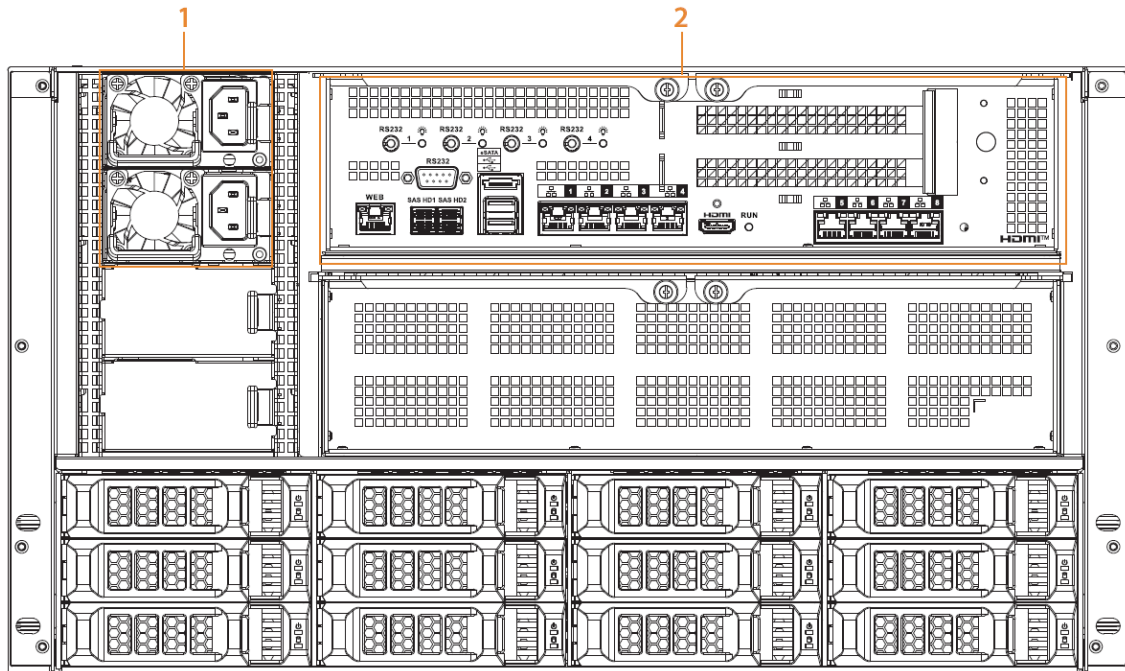 1 2
RS232 RS232 RS232 RS232
1 2 3 4
eSATA
RS232
WEB SAS HD1 SAS HD2
1 2 3 4
HDMI RUN
5 6 7 8
HDMI™